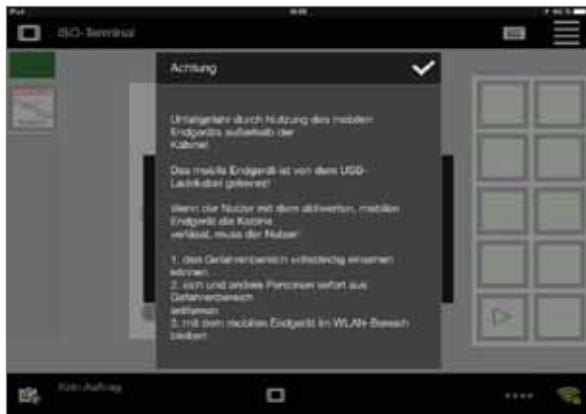 iPad
ISO-Terminal
Achtung
Unfallgefahr durch Nutzung des mobilen
Endgeräts außerhalb der
Kabine!
Das mobile Endgerät ist von dem USB-
Ladekabel getrennt!
Wenn der Nutzer mit dem aktivierten, mobilen
Endgerät die Kabine
verlässt, muss der Nutzer:
1. den Gefahrenbereich vollständig einsehen
können
2. sich und andere Personen sofort aus
Gefahrenbereich
entfernen
3. mit dem mobilen Endgerät im WLAN-Bereich
bleiben
Kein Auftrag